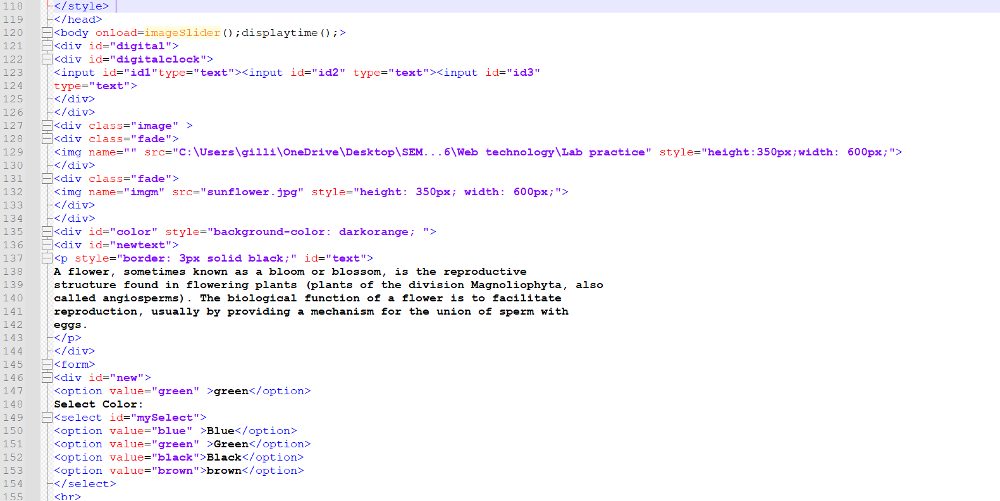 118 </style>
119 </head>
120 <body onload=imageSlider();displaytime();>
121 <div id="digital">
122 <div id="digitalclock">
123 <input id="id1"type="text"><input id="id2" type="text"><input id="id3"
124 type="text">
125 </div>
126 </div>
127 <div class="image" >
128 <div class="fade">
129 <img name="" src="C:\Users\gilli\OneDrive\Desktop\SEM...6\Web technology\Lab practice" style="height:350px;width: 600px;">
130 </div>
131 <div class="fade">
132 <img name="imgm" src="sunflower.jpg" style="height: 350px; width: 600px;">
133 </div>
134 </div>
135 <div id="color" style="background-color: darkorange; ">
136 <div id="newtext">
137 <p style="border: 3px solid black;" id="text">
138 A flower, sometimes known as a bloom or blossom, is the reproductive
139 structure found in flowering plants (plants of the division Magnoliophyta, also
140 called angiosperms). The biological function of a flower is to facilitate
141 reproduction, usually by providing a mechanism for the union of sperm with
142 eggs.
143 </p>
144 </div>
145 <form>
146 <div id="new">
147 <option value="green" >green</option>
148 Select Color:
149 <select id="mySelect">
150 <option value="blue" >Blue</option>
151 <option value="green" >Green</option>
152 <option value="black">Black</option>
153 <option value="brown">brown</option>
154 </select>
155 <br>